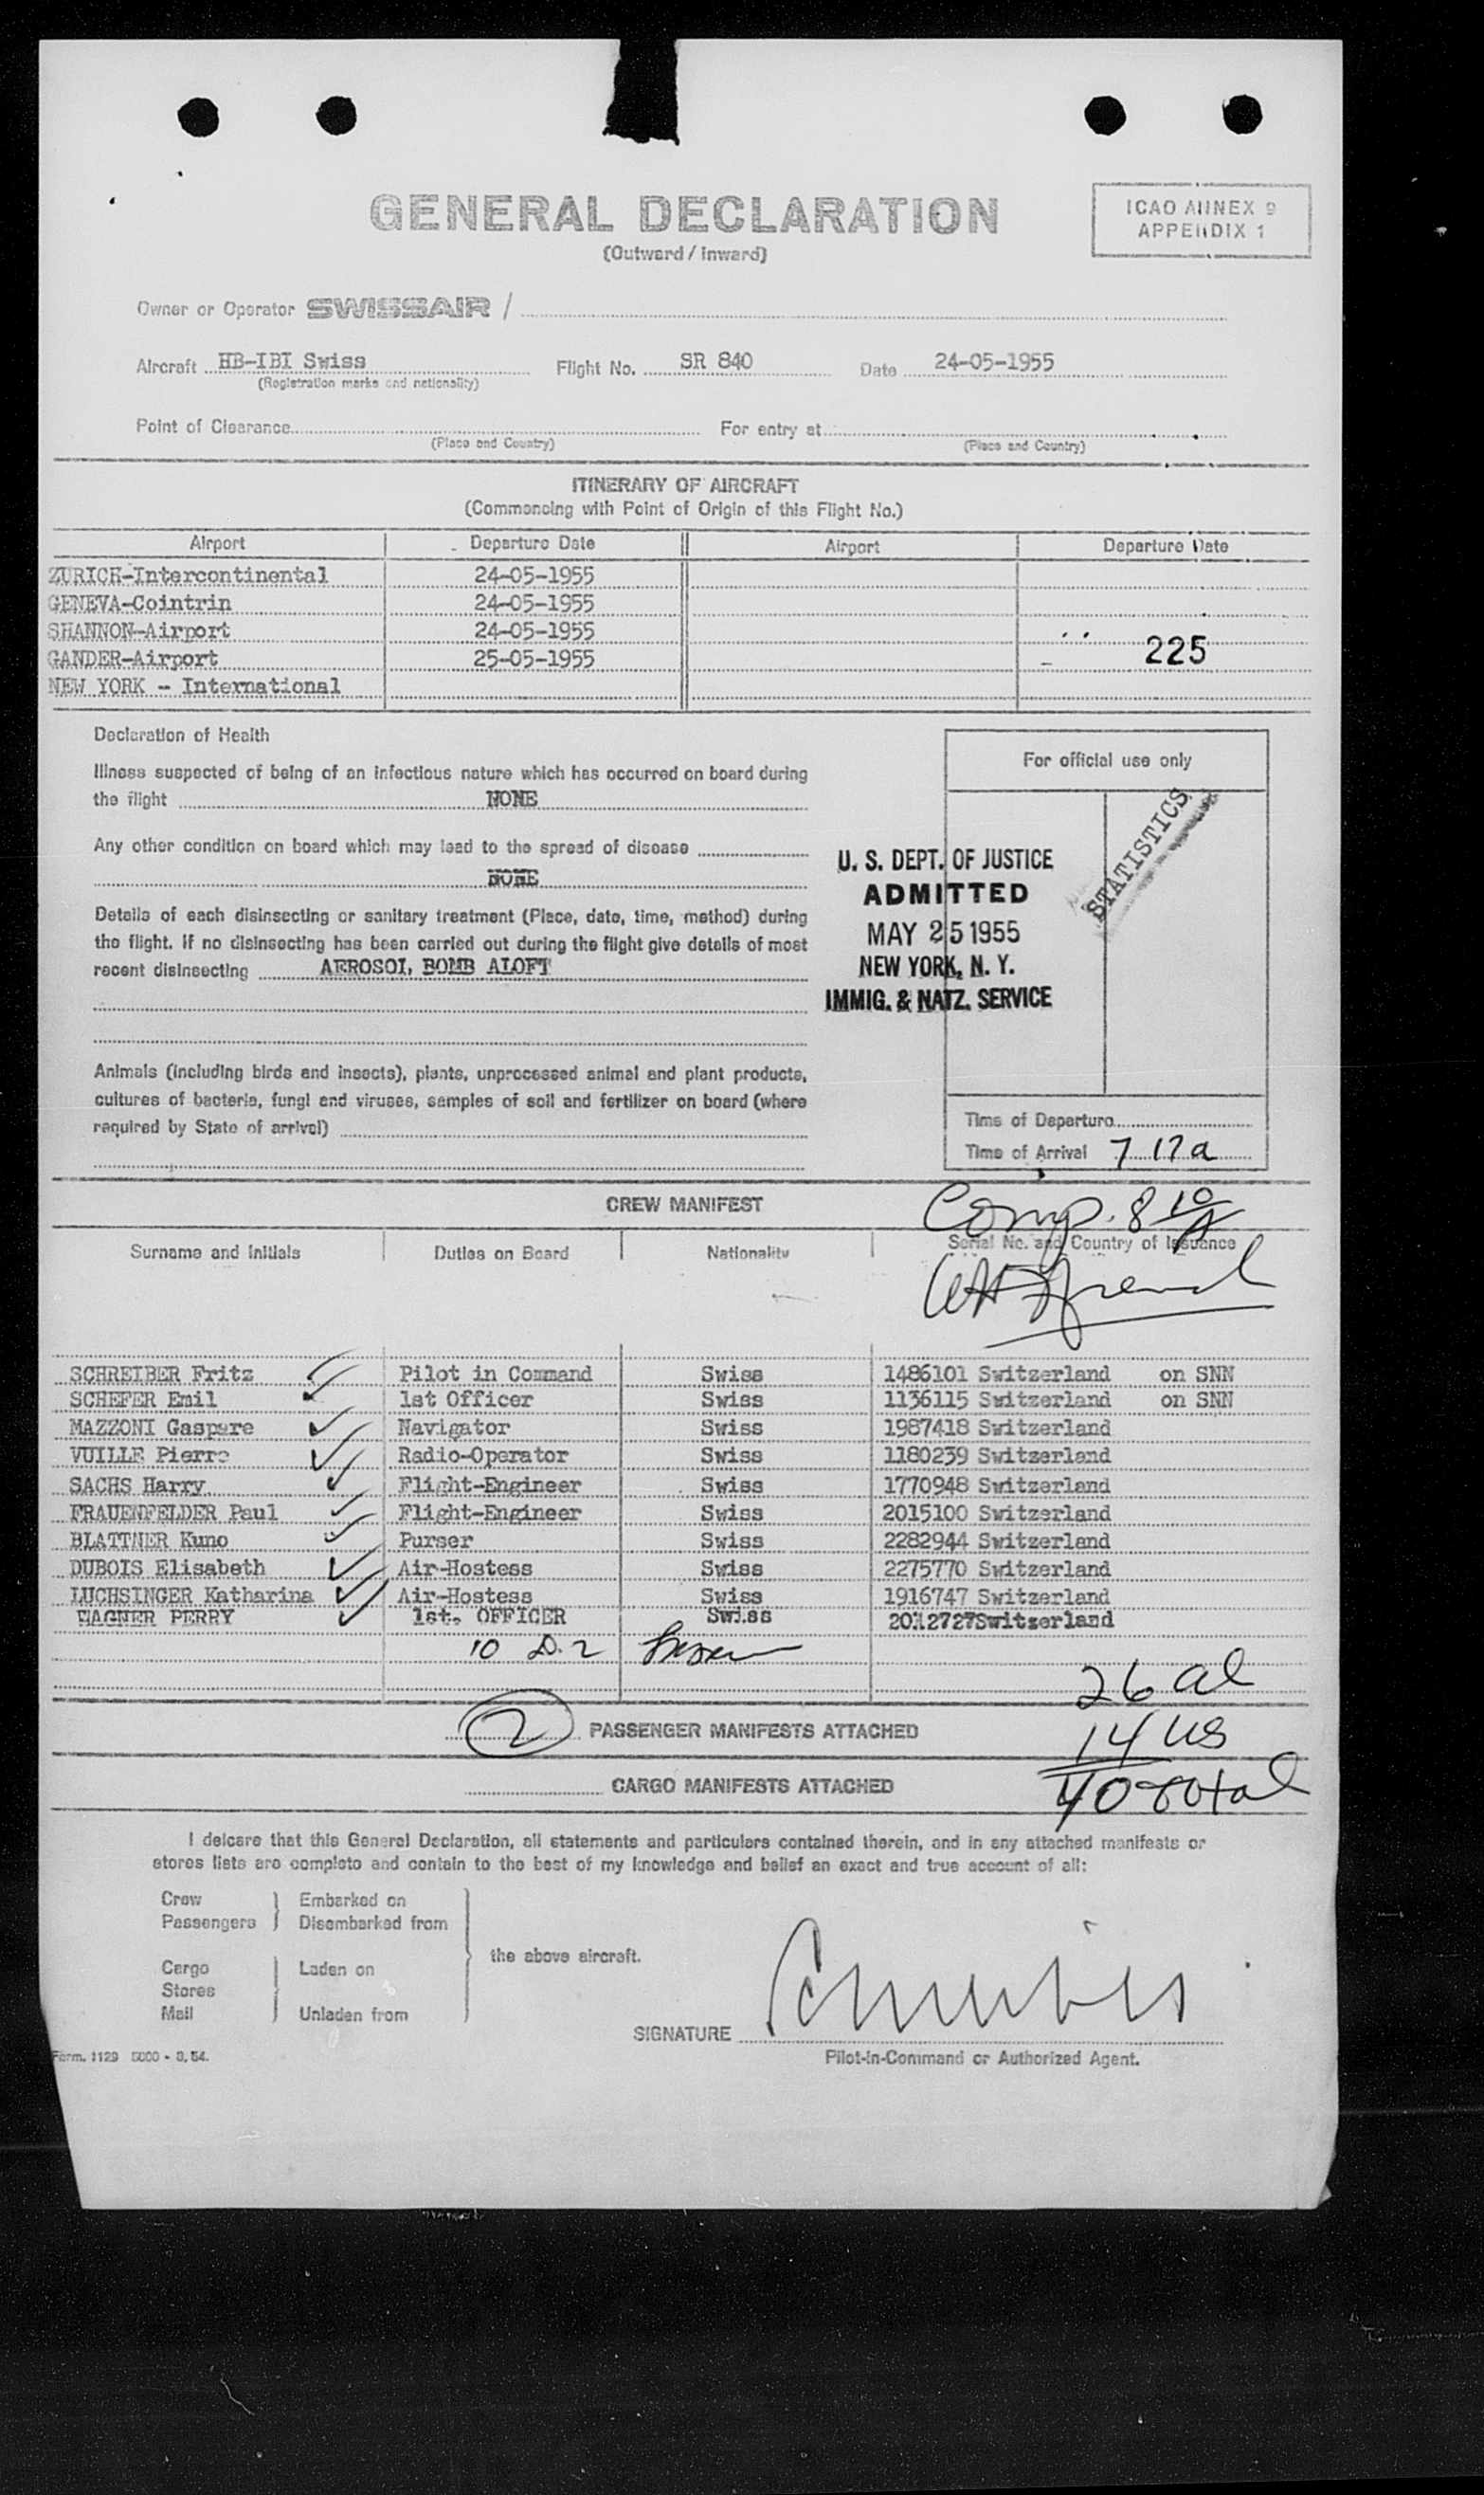 GENERAL DECLARATION
(Outward / Inward)
ICAO ANNEX 9
APPENDIX 1
Owner or Operator SWISSAIR /
Aircraft HB-IBI Swiss Flight No. SR 840 Date 24-05-1955
(Registration marks and nationality)
Point of Clearance For entry at
(Place and Country) (Place and Country)
ITINERARY OF AIRCRAFT
(Commencing with Point of Origin of this Flight No.)
Airport Departure Date Airport Departure Date
ZURICH-Intercontinental 24-05-1955
GENEVA-Cointrin 24-05-1955
SHANNON-Airport 24-05-1955
GANDER-Airport 25-05-1955 225
NEW YORK - International
Declaration of Health
Illness suspected of being of an infectious nature which has occurred on board during
the flight NONE
Any other condition on board which may lead to the spread of disease
NONE
Details of each disinsecting or sanitary treatment (Place, date, time, method) during
the flight. If no disinsecting has been carried out during the flight give details of most
recent disinsecting AEROSOL BOMB ALOFT
Animals (including birds and insects), plants, unprocessed animal and plant products,
cultures of bacteria, fungi and viruses, samples of soil and fertilizer on board (where
required by State of arrival)
For official use only
STATISTICS
U. S. DEPT. OF JUSTICE
ADMITTED
MAY 25 1955
NEW YORK, N. Y.
IMMIG. & NATZ. SERVICE
Time of Departure
Time of Arrival 7 17 a
CREW MANIFEST
Comp. 8 10/A
Surname and Initials Duties on Board Nationality Serial No. and Country of Issuance
SCHREIBER Fritz Pilot in Command Swiss 1486101 Switzerland on SNN
SCHEFER Emil 1st Officer Swiss 1136115 Switzerland on SNN
MAZZONI Gaspare Navigator Swiss 1987418 Switzerland
VUILLE Pierre Radio-Operator Swiss 1180239 Switzerland
SACHS Harry Flight-Engineer Swiss 1770948 Switzerland
FRAUENFELDER Paul Flight-Engineer Swiss 2015100 Switzerland
BLATTNER Kuno Purser Swiss 2282944 Switzerland
DUBOIS Elisabeth Air-Hostess Swiss 2275770 Switzerland
LUCHSINGER Katharina Air-Hostess Swiss 1916747 Switzerland
WAGNER PERRY 1st. OFFICER Swiss 2012727Switzerland
10 D.2
26 al
2 PASSENGER MANIFESTS ATTACHED
14 US
CARGO MANIFESTS ATTACHED
40 total
I delcare that this General Declaration, all statements and particulars contained therein, and in any attached manifests or
stores lists are complete and contain to the best of my knowledge and belief an exact and true account of all:
Crew Embarked on
Passengers Disembarked from
the above aircraft.
Cargo Laden on
Stores
Mail Unladen from
SIGNATURE
Pilot-in-Command or Authorized Agent.
Form. 1129 5000 - 3, 54.